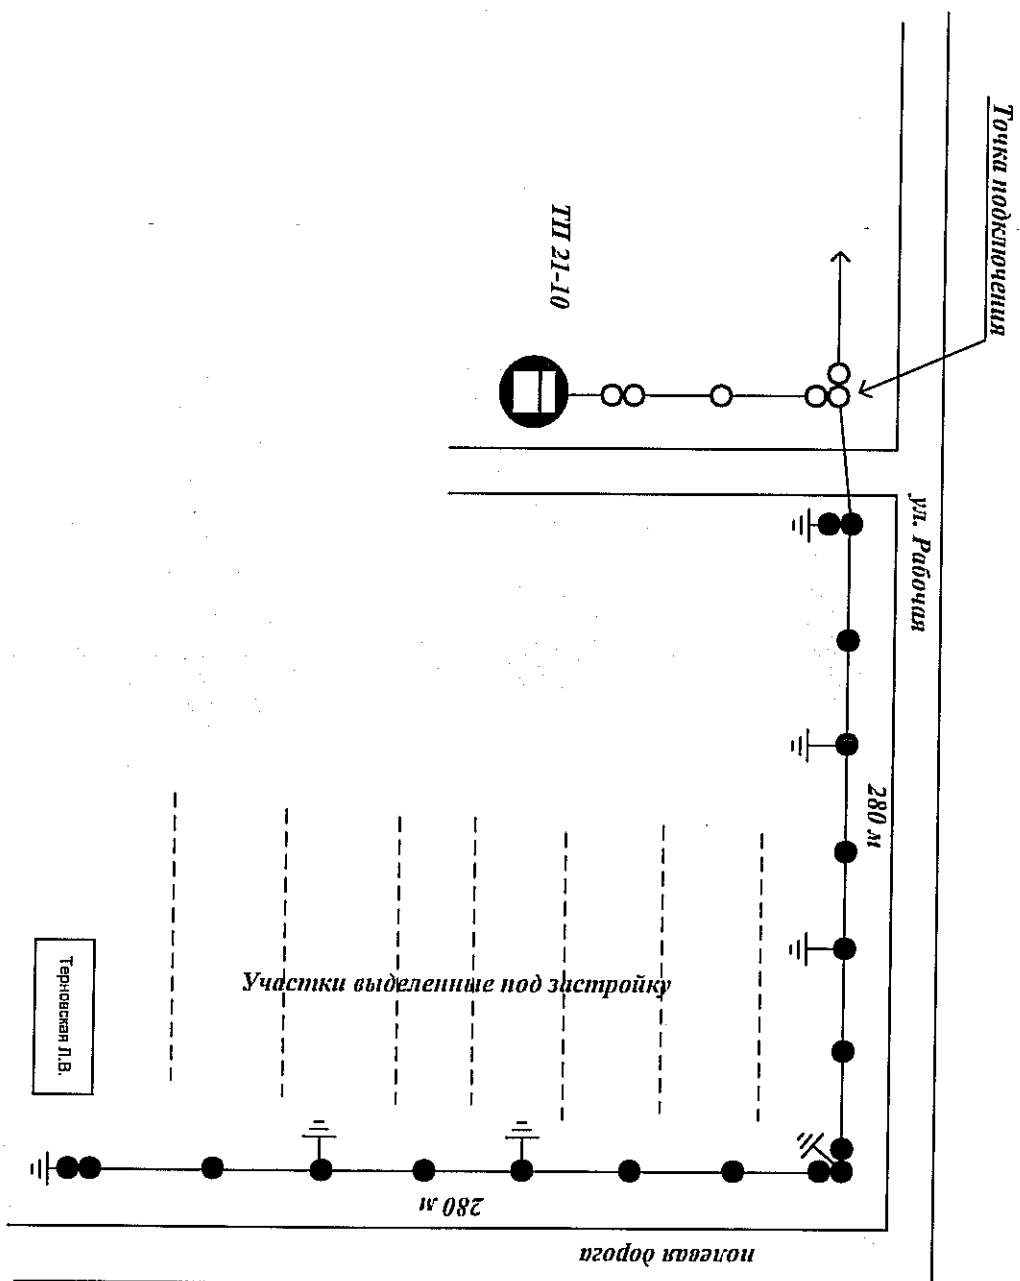 Точка подключения
ТП 21-10
ул. Рабочая
280 м
Участки выделенные под застройку
Терновская Л.В.
280 м
полевая дорога